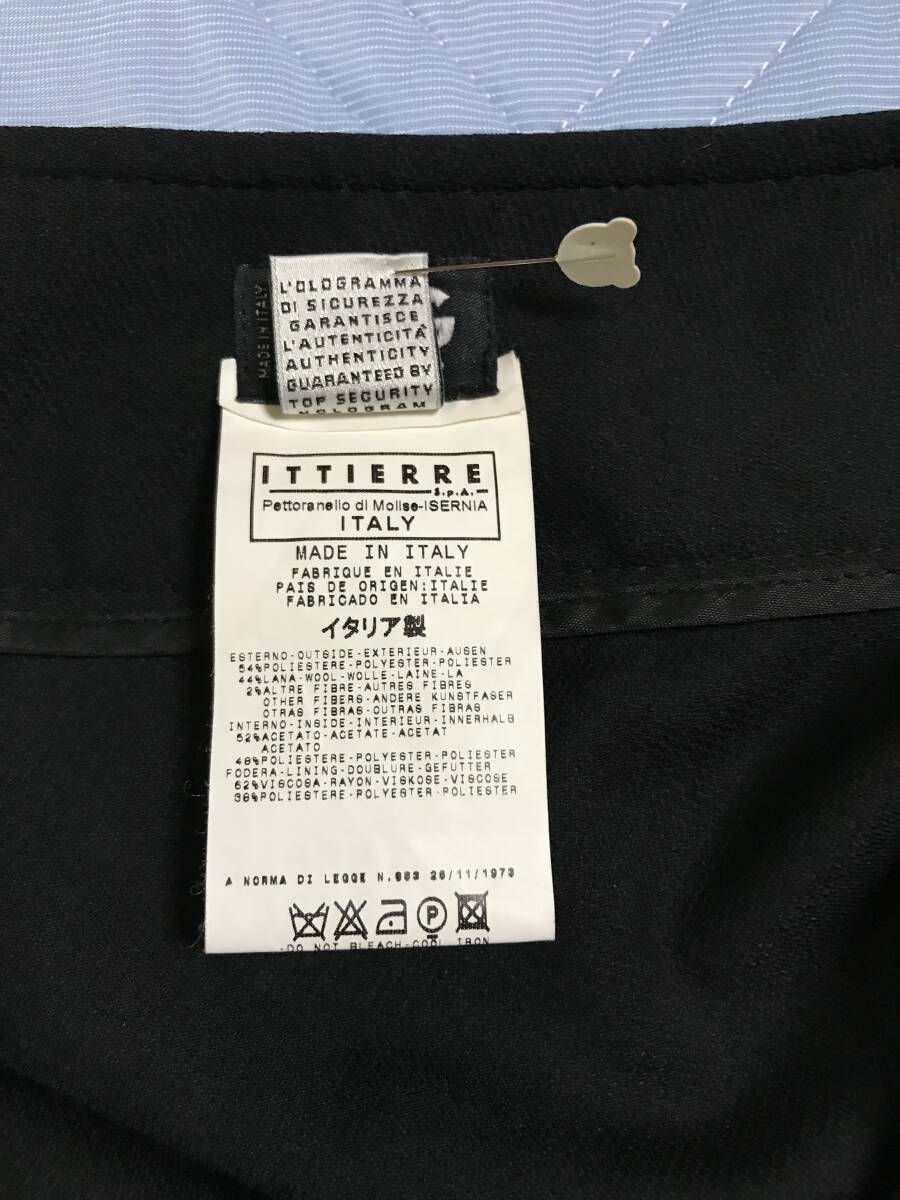 MADE IN ITALY
L'OLOGRAMMA
DI SICUREZZA
GARANTISCE
L'AUTENTICITÀ
AUTHENTICITY
GUARANTEED BY
TOP SECURITY
HOLOGRAM
ITTIERRE
S.p.A.
Pettoranello di Molise-ISERNIA
ITALY
MADE IN ITALY
FABRIQUE EN ITALIE
PAIS DE ORIGEN:ITALIE
FABRICADO EN ITALIA
イタリア製
ESTERNO-OUTSIDE-EXTERIEUR-AUSEN
54%POLIESTERE-POLYESTER-POLIESTER
44%LANA-WOOL-WOLLE-LAINE-LA
2%ALTRE FIBRE-AUTRES FIBRES
OTHER FIBERS-ANDERE KUNSTFASER
OTRAS FIBRAS-OUTRAS FIBRAS
INTERNO-INSIDE-INTERIEUR-INNERHALB
52%ACETATO-ACETATE-ACETAT
ACETATO
48%POLIESTERE-POLYESTER-POLIESTER
FODERA-LINING-DOUBLURE-GEFUTTER
62%VISCOSA-RAYON-VISKOSE-VISCOSE
38%POLIESTERE-POLYESTER-POLIESTER
A NORMA DI LEGGE N.883 26/11/1973
P
-DO NOT BLEACH-COOL IRON